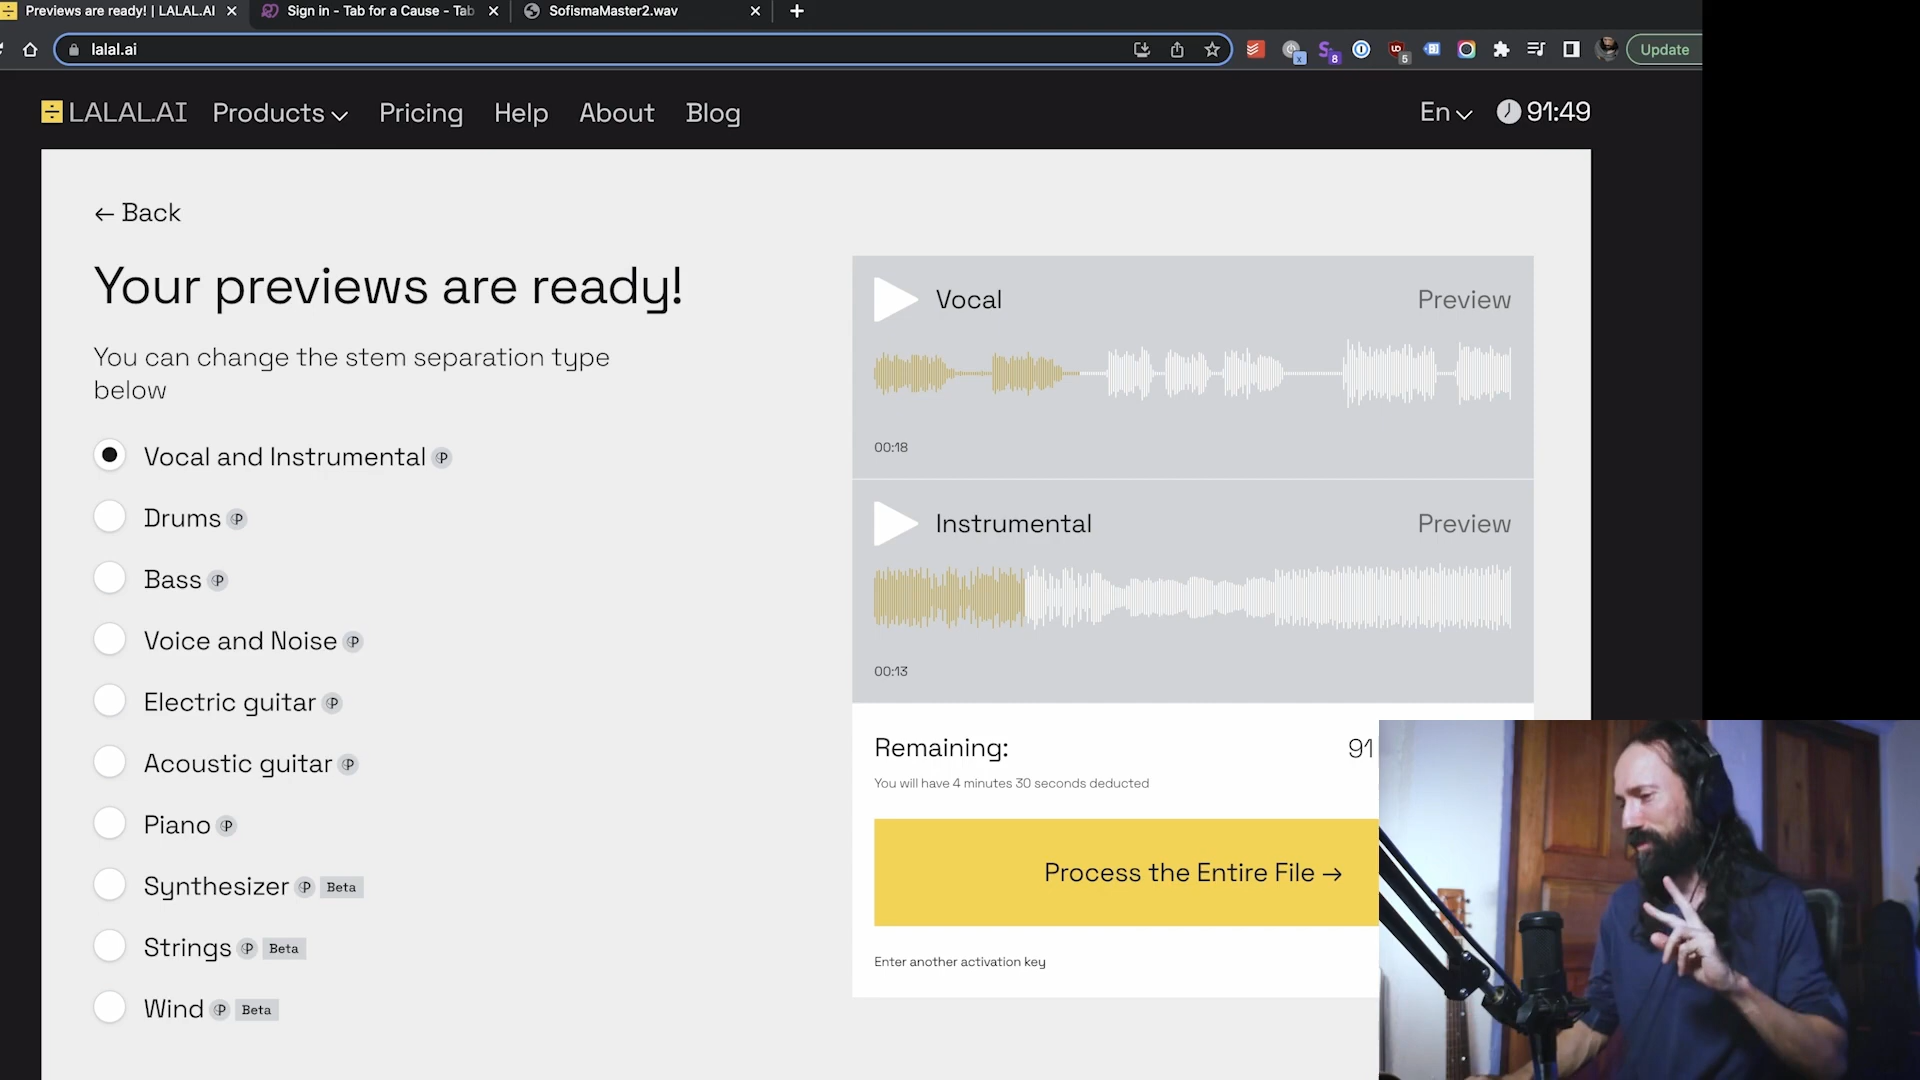 Previews are ready! | LALAL.AI
Sign in - Tab for a Cause - Tab
SofismaMaster2.wav
lalal.ai
8
5
x
Update
LALAL.AI
Products
Pricing
Help
About
Blog
En
91:49
← Back
Your previews are ready!
You can change the stem separation type
below
Vocal and Instrumental P
Drums P
Bass P
Voice and Noise P
Electric guitar P
Acoustic guitar P
Piano P
Synthesizer P Beta
Strings P Beta
Wind P Beta
Vocal
Preview
00:18
Instrumental
Preview
00:13
Remaining:
91
You will have 4 minutes 30 seconds deducted
Process the Entire File →
Enter another activation key